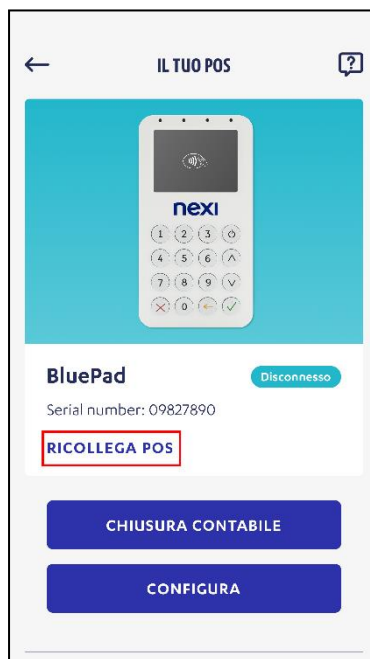 IL TUO POS
?
nexi
1 2 3
4 5 6
7 8 9
0
BluePad
Disconnesso
Serial number: 09827890
RICOLLEGA POS
CHIUSURA CONTABILE
CONFIGURA